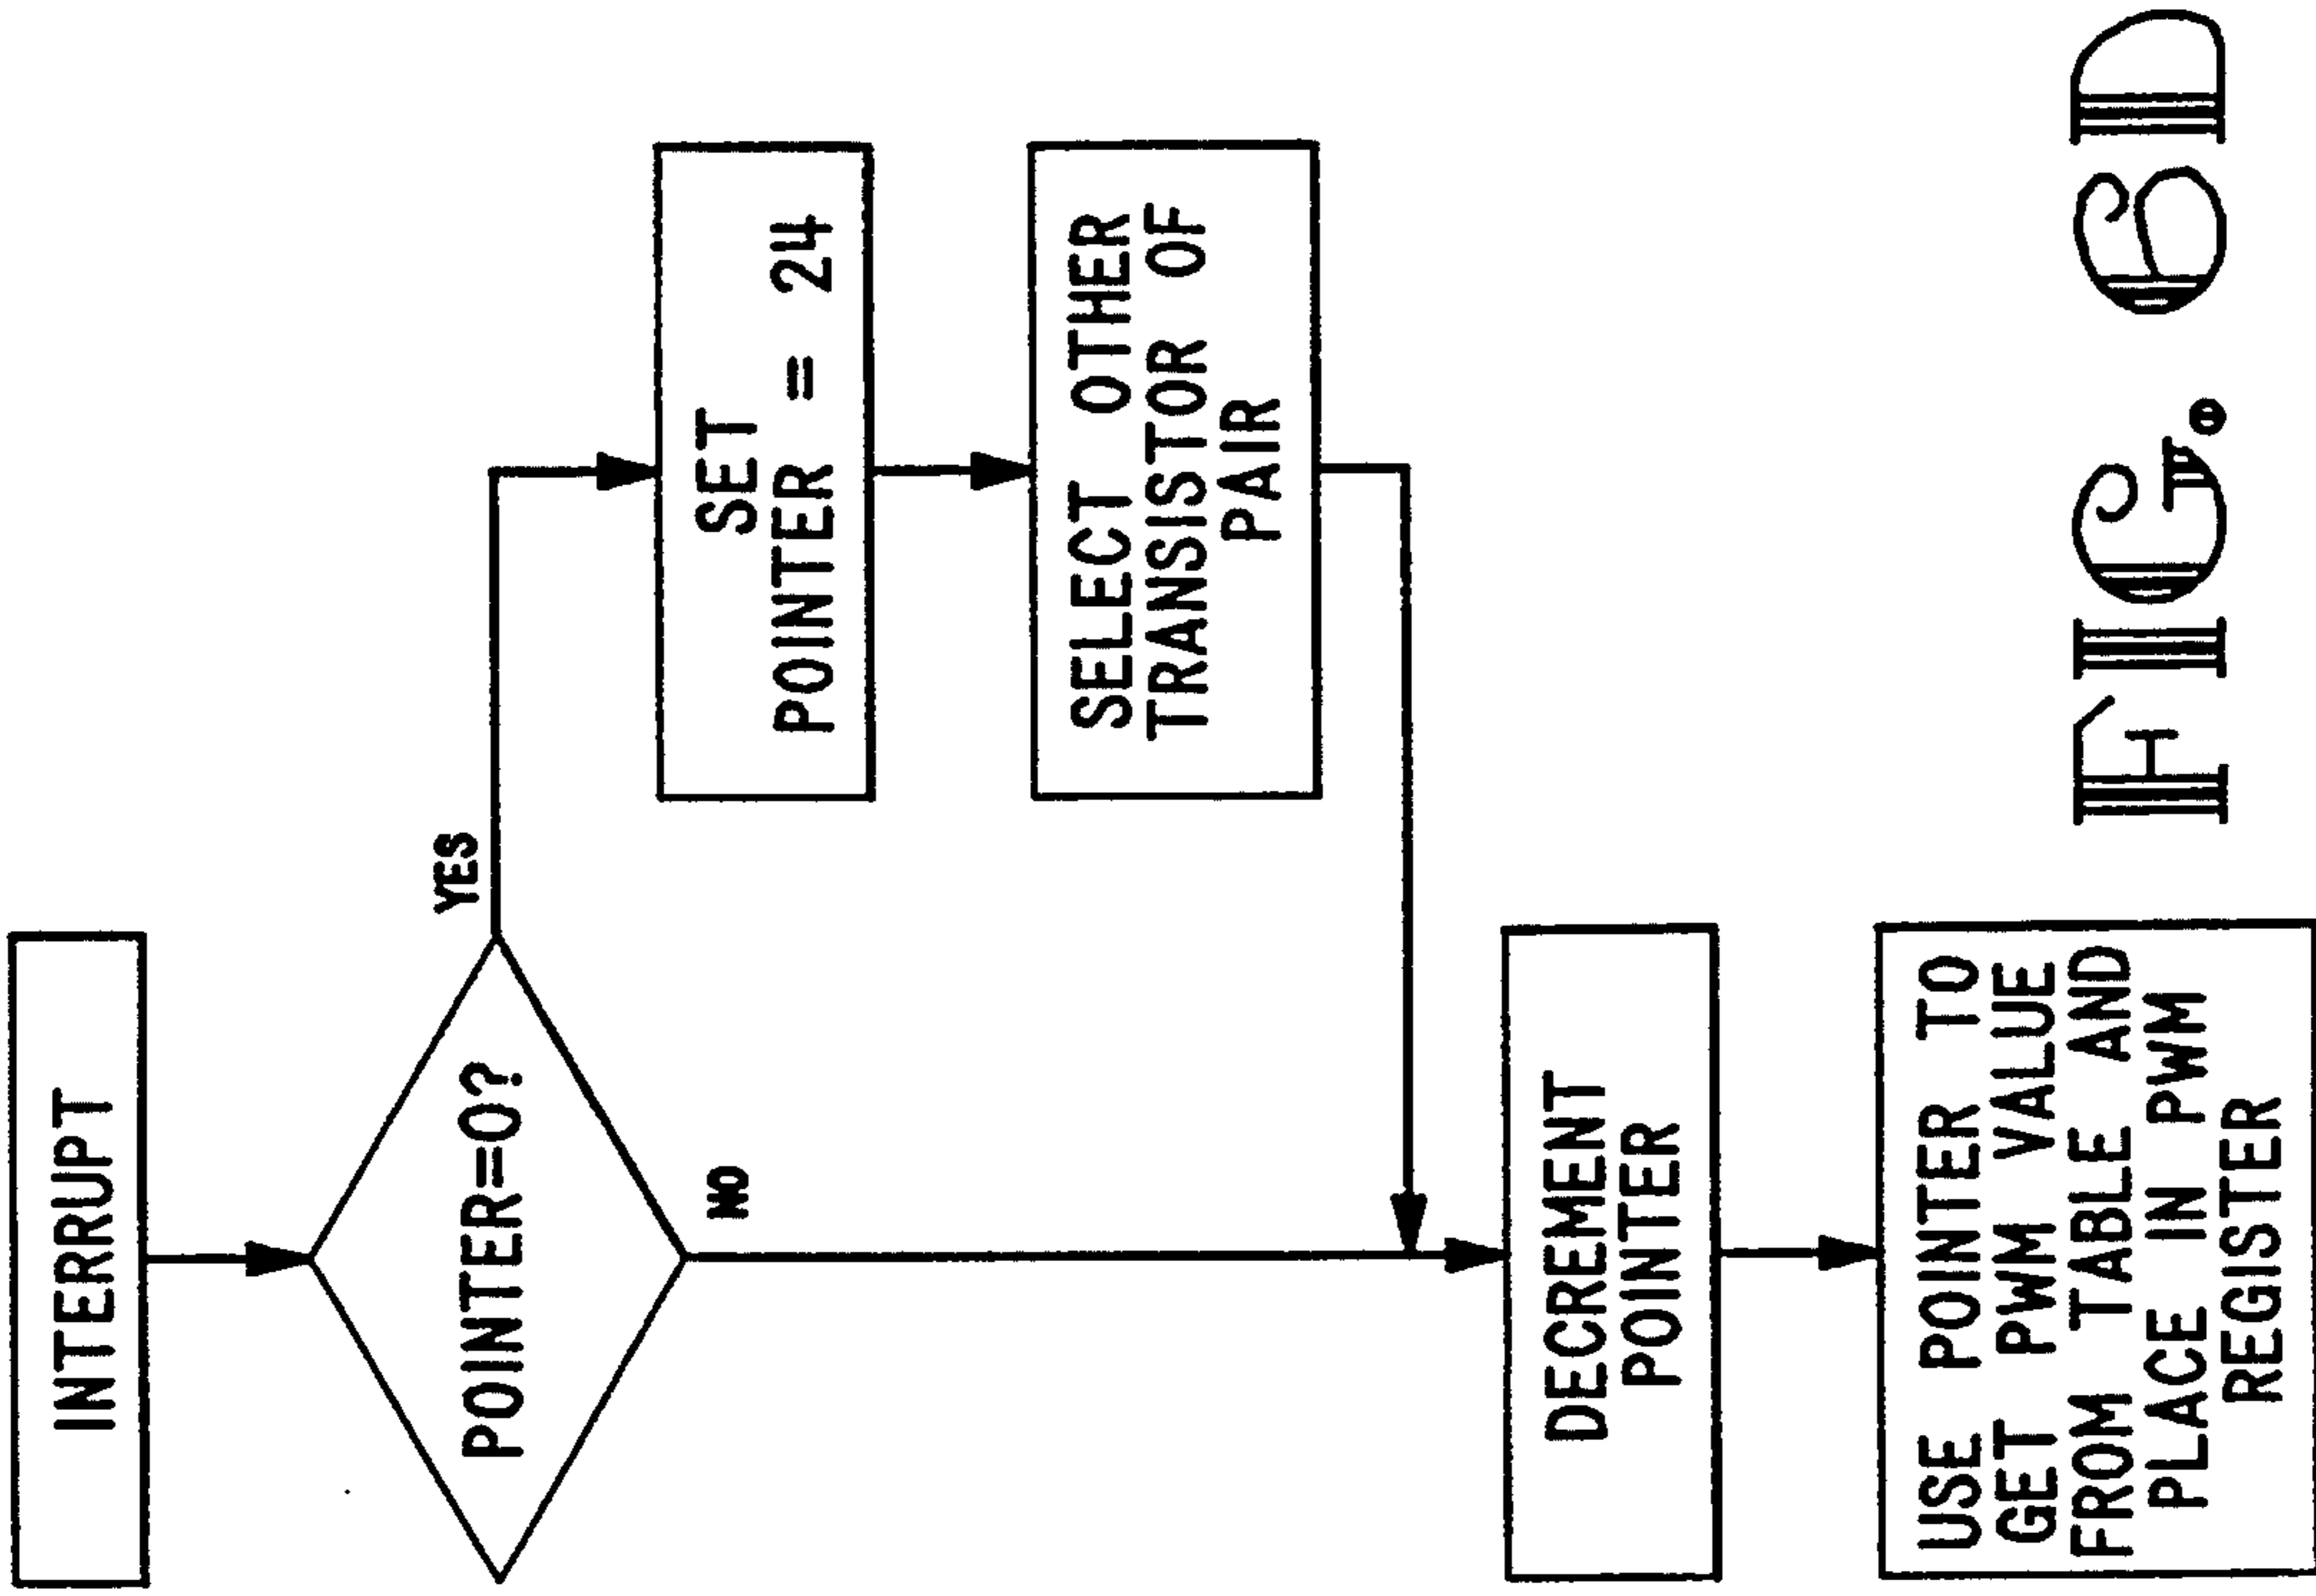 INTERRUPT
POINTER=0?
YES
NO
SET
POINTER = 24
SELECT OTHER
TRANSISTOR OF
PAIR
DECREMENT
POINTER
USE POINTER TO
GET PWM VALUE
FROM TABLE AND
PLACE IN PWM
REGISTER
FIG. 6D